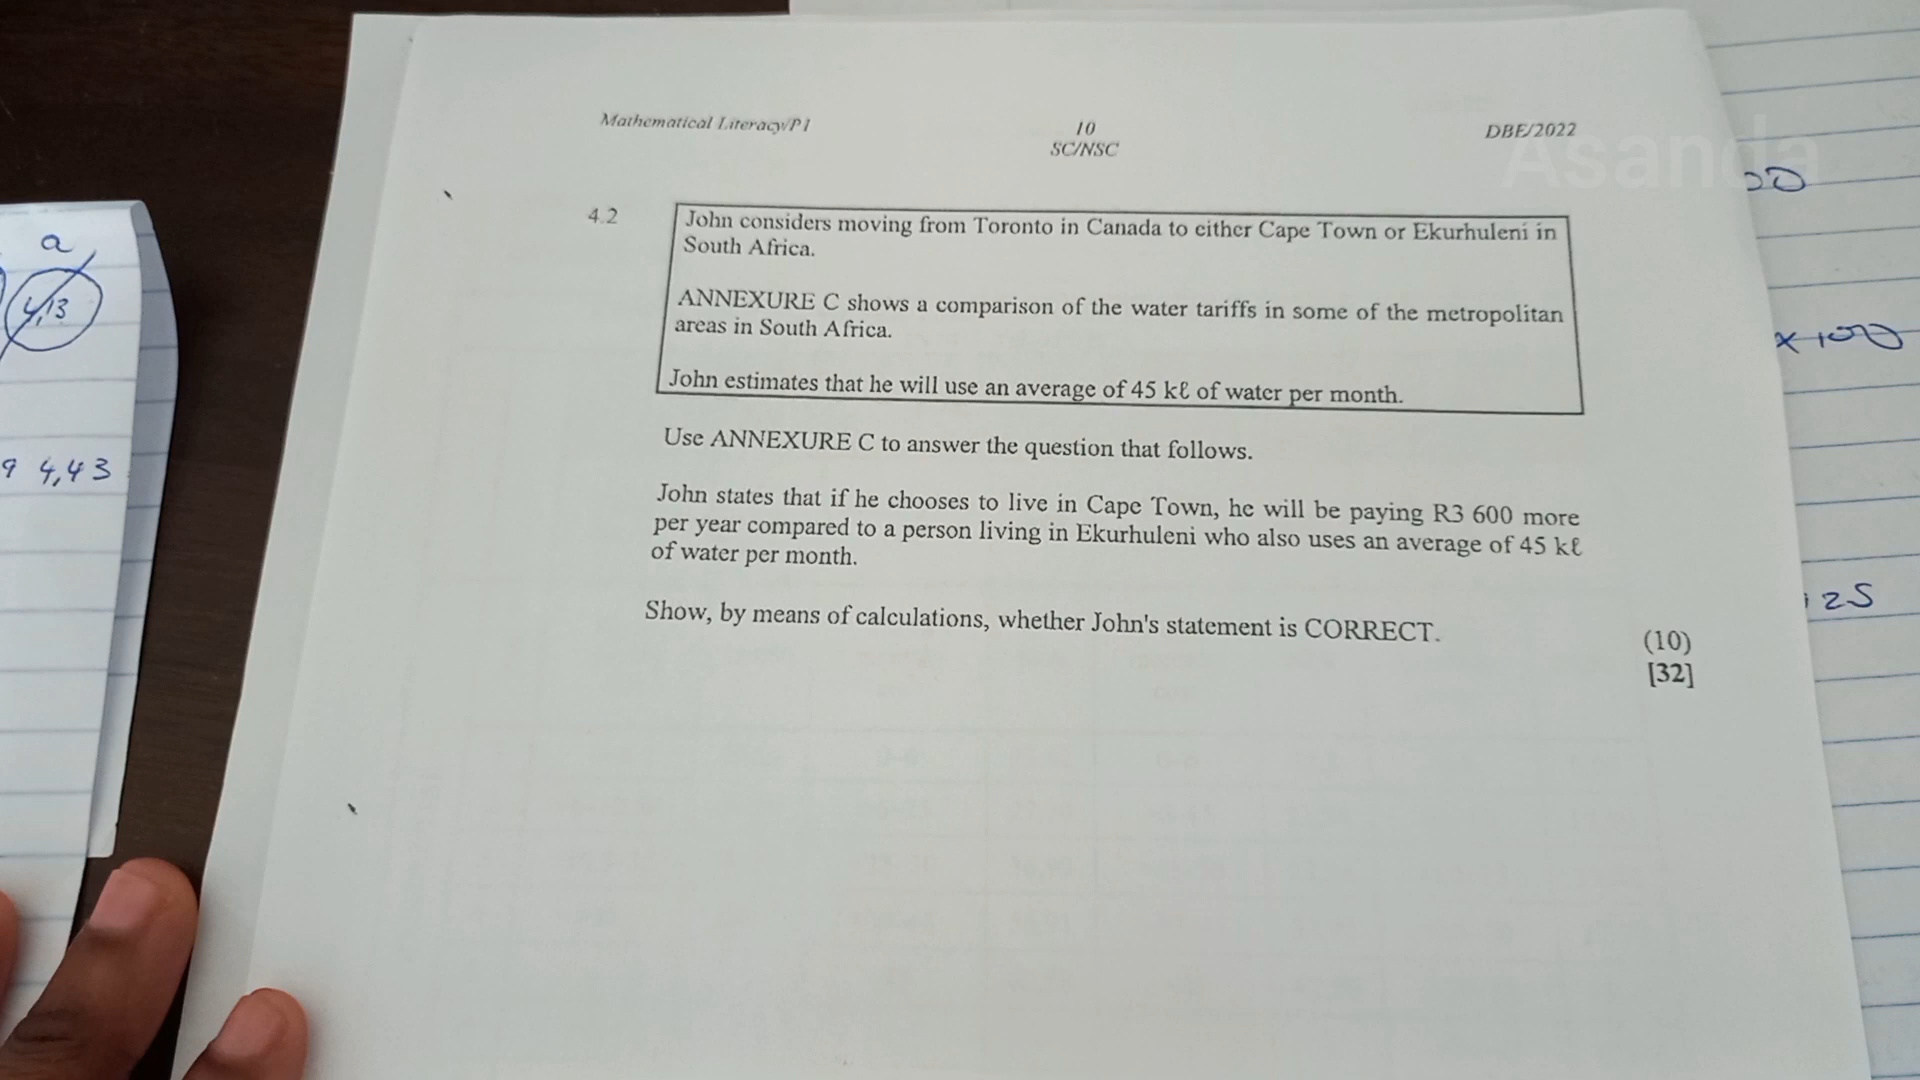 Mathematical Literacy/P1
10
SC/NSC
DBE/2022
Asanda
4.2
John considers moving from Toronto in Canada to either Cape Town or Ekurhuleni in
South Africa.
ANNEXURE C shows a comparison of the water tariffs in some of the metropolitan
areas in South Africa.
John estimates that he will use an average of 45 kℓ of water per month.
Use ANNEXURE C to answer the question that follows.
John states that if he chooses to live in Cape Town, he will be paying R3 600 more
per year compared to a person living in Ekurhuleni who also uses an average of 45 kℓ
of water per month.
Show, by means of calculations, whether John's statement is CORRECT.
(10)
[32]
a
4,13
9 4,43
x 100
25